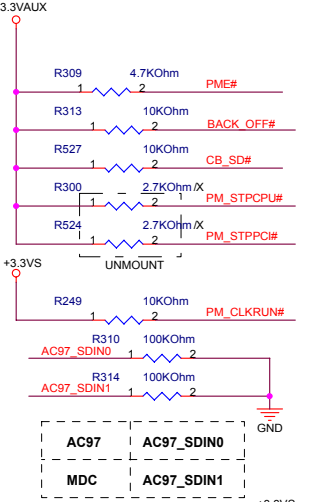 3.3VAUX
R309 4.7KOhm PME#
1 2
R313 10KOhm BACK_OFF#
1 2
R527 10KOhm CB_SD#
1 2
R300 2.7KOhm /X PM_STPCPU#
1 2
R524 2.7KOhm /X PM_STPPCI#
1 2
UNMOUNT
+3.3VS
R249 10KOhm PM_CLKRUN#
1 2
R310 100KOhm
AC97_SDIN0 1 2
R314 100KOhm
AC97_SDIN1 1 2
GND
AC97 AC97_SDIN0
MDC AC97_SDIN1